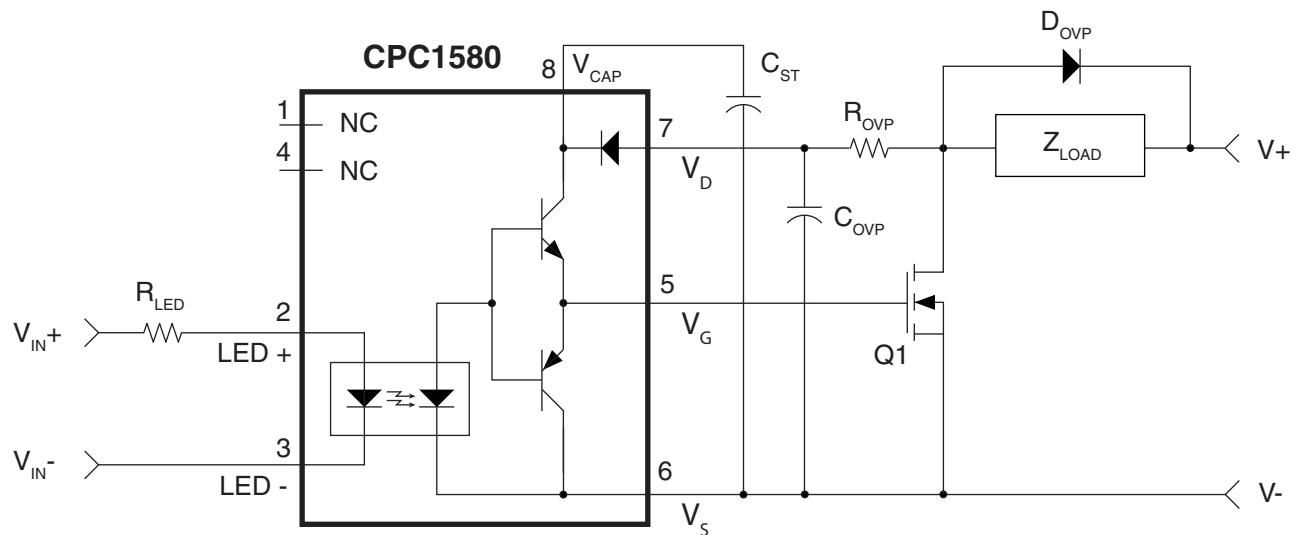 CPC1580
8
V_CAP
C_ST
D_OVP
1
NC
7
R_OVP
Z_LOAD
V+
4
NC
V_D
C_OVP
R_LED
5
V_IN+
2
LED +
V_G
Q1
3
V_IN-
LED -
6
V_S
V-